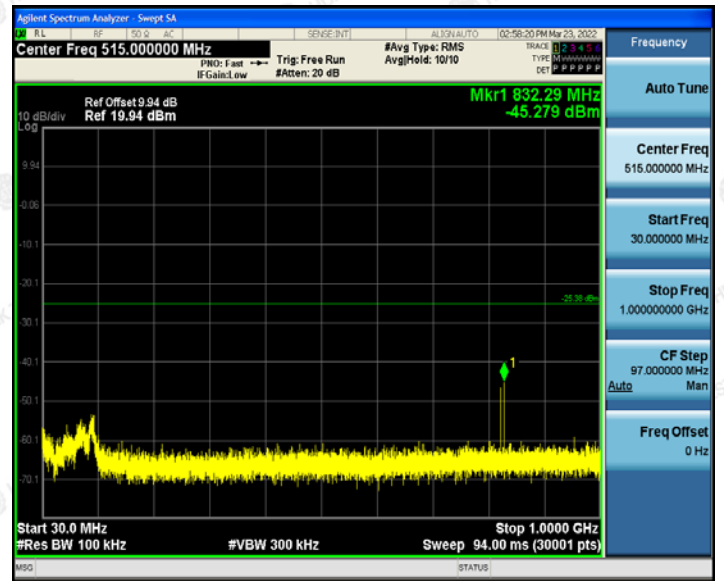 Agilent Spectrum Analyzer - Swept SA
RL RF 50 Ω AC SENSE:INT ALIGN AUTO 02:58:20 PM Mar 23, 2022
Center Freq 515.000000 MHz
PNO: Fast
IFGain:Low
Trig: Free Run
#Atten: 20 dB
#Avg Type: RMS
Avg|Hold: 10/10
TRACE 1 2 3 4 5 6
TYPE M WWWWW
DET P P P P P P
Frequency
Ref Offset 9.94 dB
10 dB/div Ref 19.94 dBm
Log
Mkr1 832.29 MHz
-45.279 dBm
Auto Tune
Center Freq
515.000000 MHz
Start Freq
30.000000 MHz
Stop Freq
1.000000000 GHz
CF Step
97.000000 MHz
Auto Man
Freq Offset
0 Hz
9.94
-0.06
-10.1
-20.1
-25.38 dBm
-30.1
-40.1
1
-50.1
-60.1
-70.1
Start 30.0 MHz Stop 1.0000 GHz
#Res BW 100 kHz #VBW 300 kHz Sweep 94.00 ms (30001 pts)
MSG STATUS